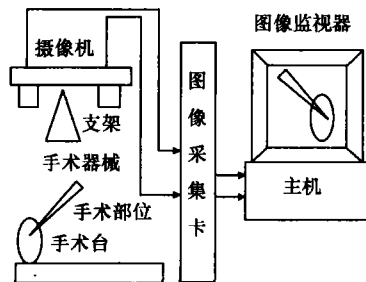 摄像机
支架
手术器械
手术部位
手术台
图像采集卡
图像监视器
主机